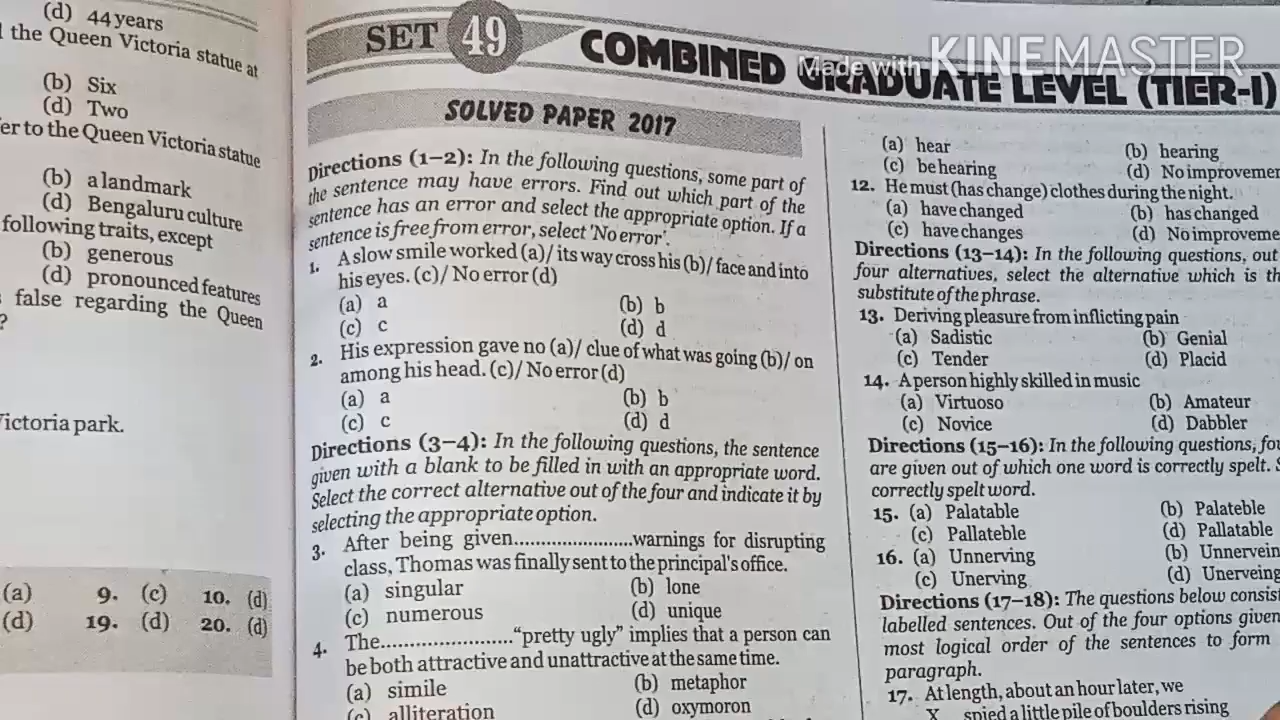 (d) 44 years
the Queen Victoria statue at
(b) Six
(d) Two
er to the Queen Victoria statue
(b) a landmark
(d) Bengaluru culture
following traits, except
(b) generous
(d) pronounced features
false regarding the Queen
?
ictoria park.
(a) 9. (c) 10. (d)
(d) 19. (d) 20. (d)
SET 49 COMBINED GRADUATE LEVEL (TIER-I)
Made with KINEMASTER
SOLVED PAPER 2017
Directions (1–2): In the following questions, some part of
the sentence may have errors. Find out which part of the
sentence has an error and select the appropriate option. If a
sentence is free from error, select 'No error'.
1. A slow smile worked (a)/ its way cross his (b)/ face and into
his eyes. (c)/ No error (d)
(a) a (b) b
(c) c (d) d
2. His expression gave no (a)/ clue of what was going (b)/ on
among his head. (c)/ No error (d)
(a) a (b) b
(c) c (d) d
Directions (3–4): In the following questions, the sentence
given with a blank to be filled in with an appropriate word.
Select the correct alternative out of the four and indicate it by
selecting the appropriate option.
3. After being given.....................warnings for disrupting
class, Thomas was finally sent to the principal's office.
(a) singular (b) lone
(c) numerous (d) unique
4. The......................"pretty ugly" implies that a person can
be both attractive and unattractive at the same time.
(a) simile (b) metaphor
(c) alliteration (d) oxymoron
(a) hear (b) hearing
(c) be hearing (d) No improvemen
12. He must (has change) clothes during the night.
(a) have changed (b) has changed
(c) have changes (d) No improveme
Directions (13–14): In the following questions, out
four alternatives, select the alternative which is th
substitute of the phrase.
13. Deriving pleasure from inflicting pain
(a) Sadistic (b) Genial
(c) Tender (d) Placid
14. A person highly skilled in music
(a) Virtuoso (b) Amateur
(c) Novice (d) Dabbler
Directions (15–16): In the following questions, fo
are given out of which one word is correctly spelt. S
correctly spelt word.
15. (a) Palatable (b) Palateble
(c) Pallateble (d) Pallatable
16. (a) Unnerving (b) Unnervein
(c) Unerving (d) Unerveing
Directions (17–18): The questions below consist
labelled sentences. Out of the four options given
most logical order of the sentences to form
paragraph.
17. At length, about an hour later, we
X spied a little pile of boulders rising